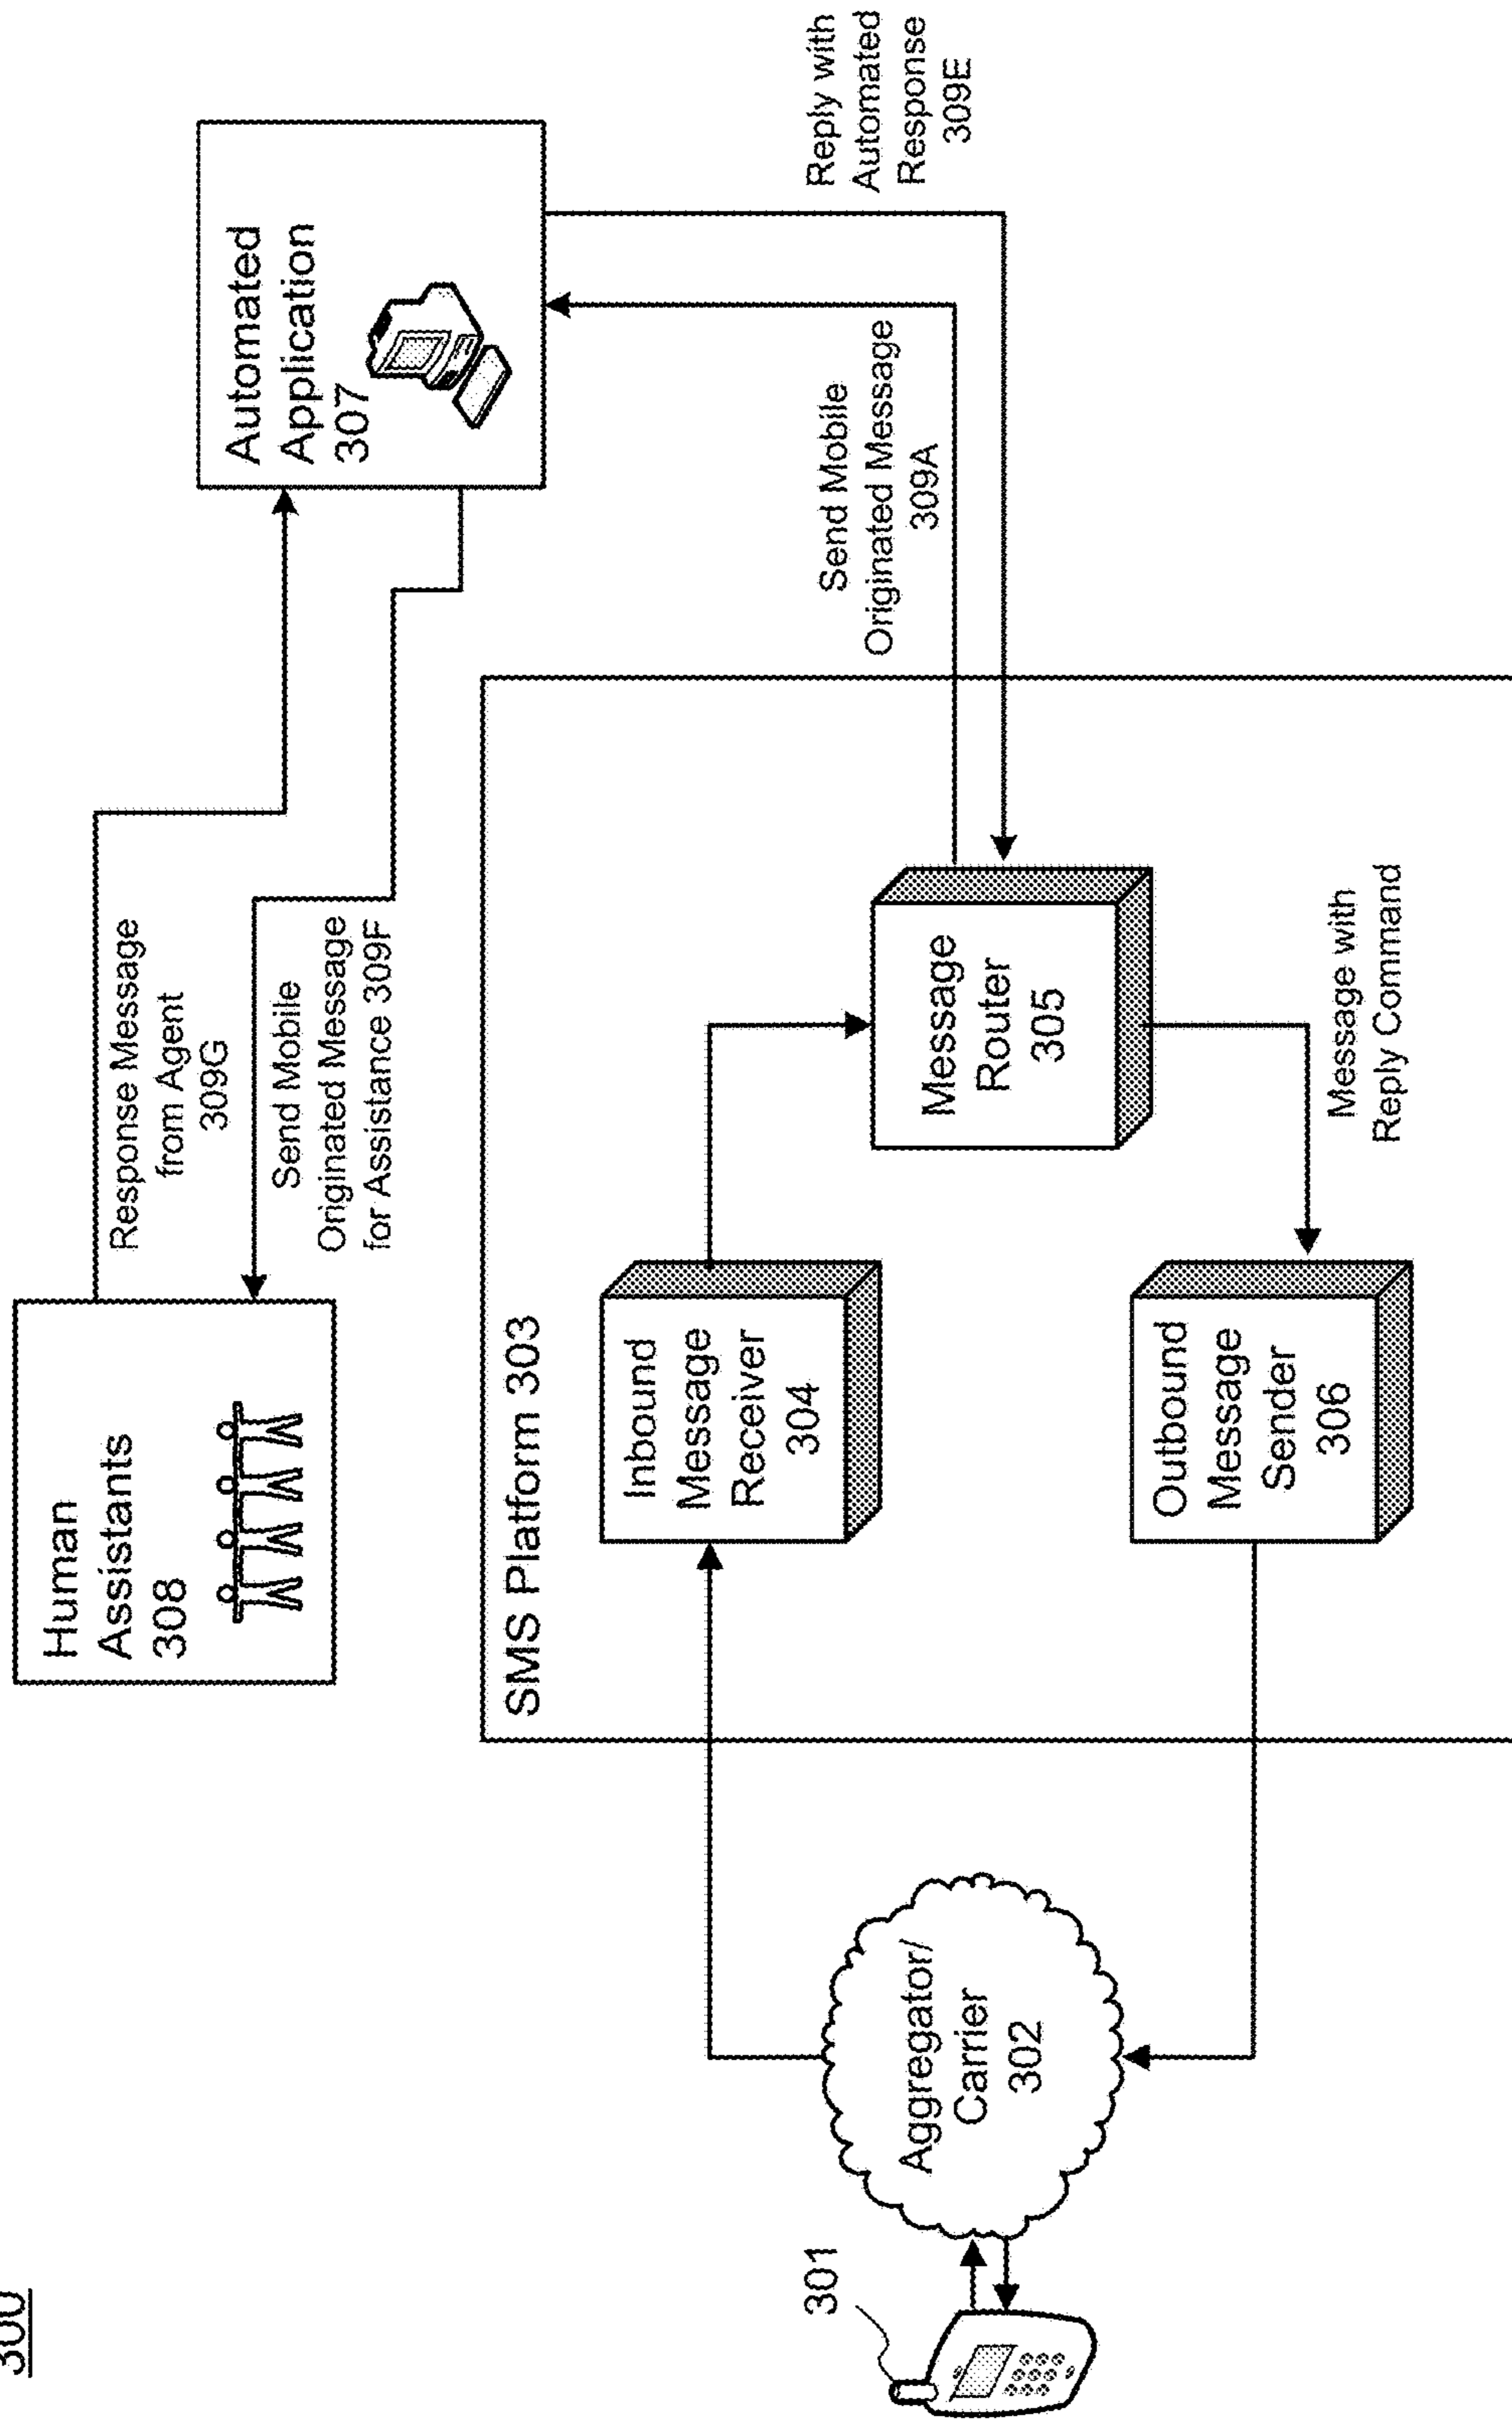 300
Human
Assistants
308
Response Message
from Agent
309G
Send Mobile
Originated Message
for Assistance 309F
Automated
Application
307
SMS Platform 303
Inbound
Message
Receiver
304
Message
Router
305
Send Mobile
Originated Message
309A
Reply with
Automated
Response
309E
301
Aggregator/
Carrier
302
Outbound
Message
Sender
306
Message with
Reply Command